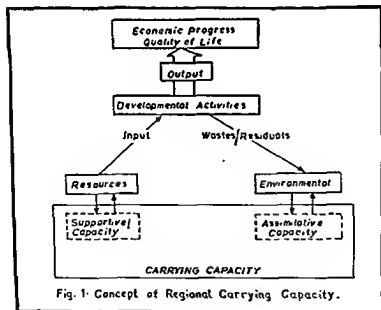 Economic Progress
Quality of Life
Output
Developmental Activities
Input
Wastes/Residuals
Resources
Environmental
Supportive
Capacity
Assimilative
Capacity
CARRYING CAPACITY
Fig. 1. Concept of Regional Carrying Capacity.